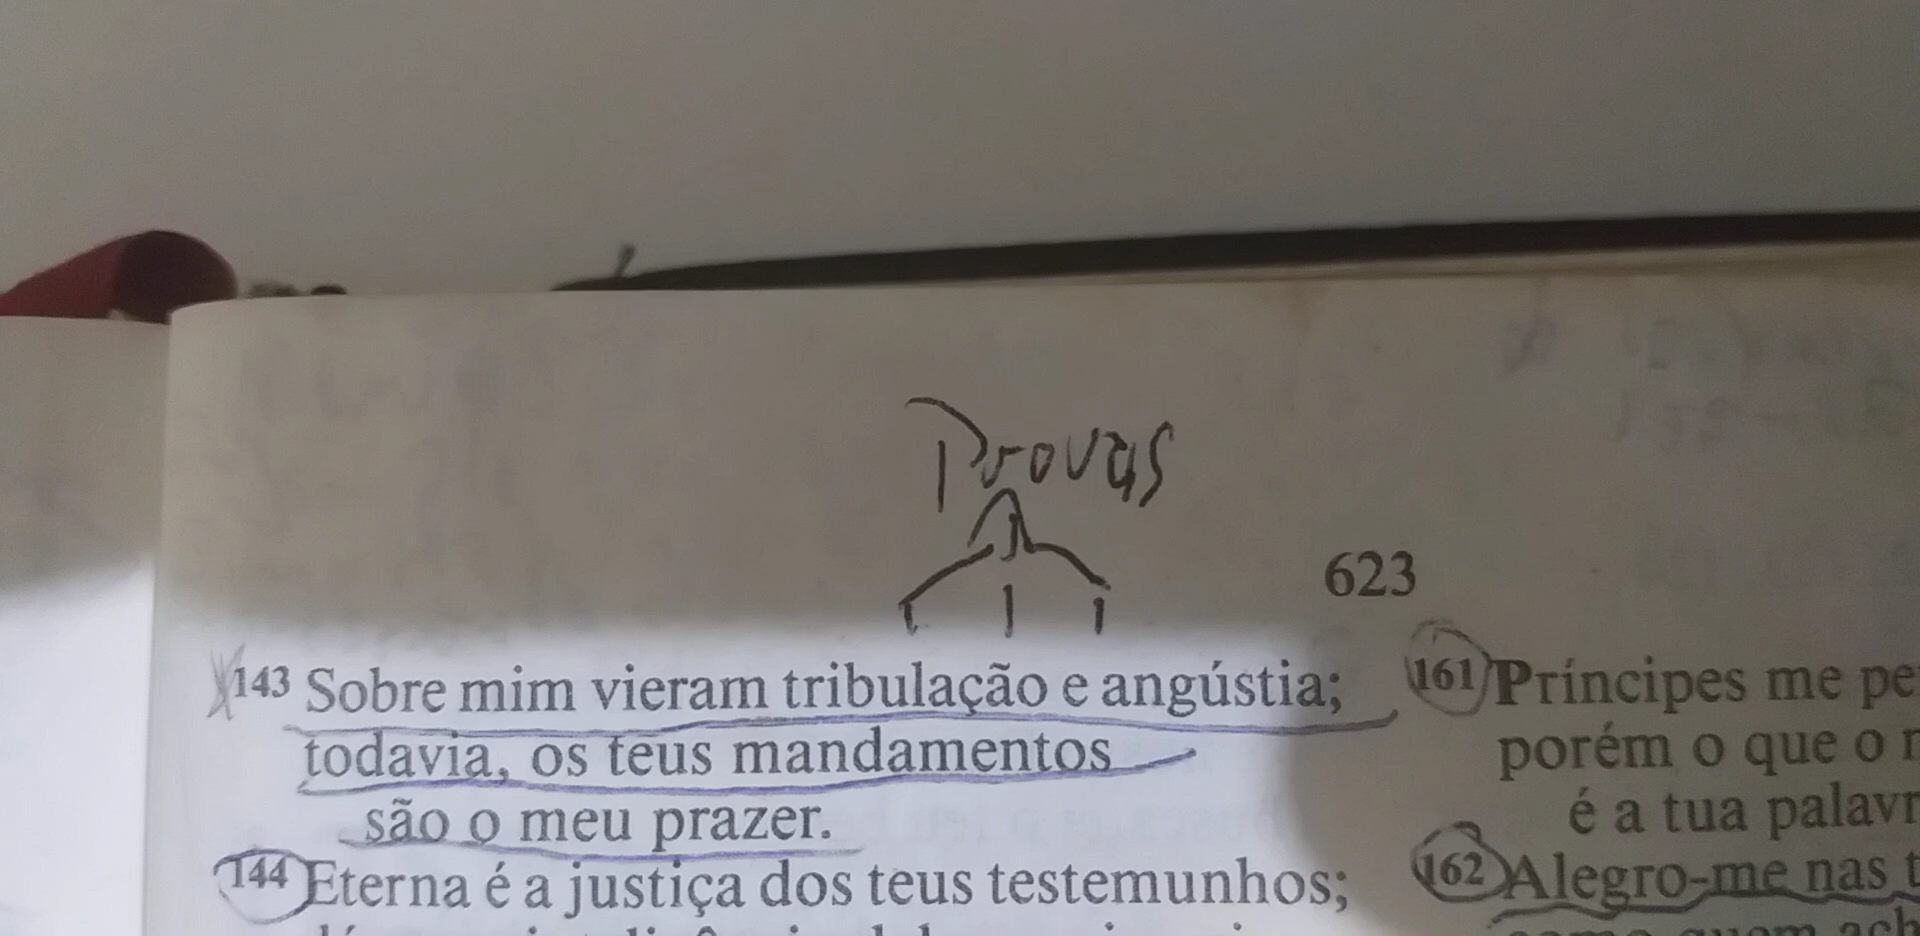 Provas
623
143 Sobre mim vieram tribulação e angústia;
todavia, os teus mandamentos
são o meu prazer.
144 Eterna é a justiça dos teus testemunhos;
161 Príncipes me pe
porém o que o
é a tua palavr
162 Alegro-me nas t